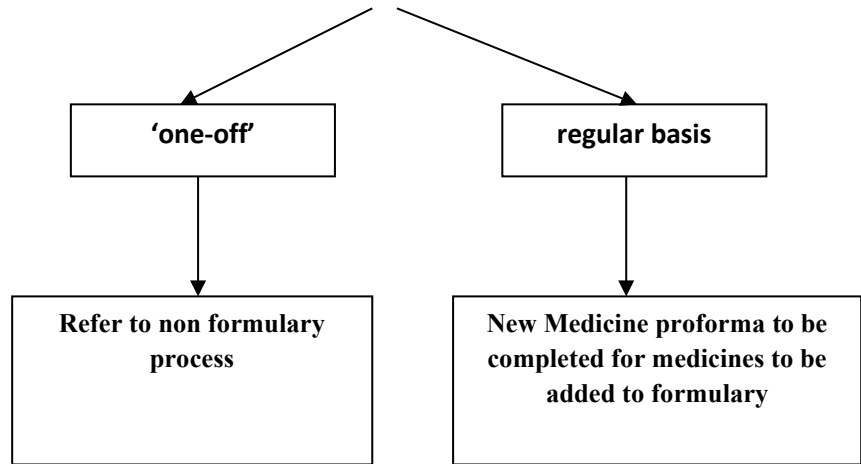 ‘one-off’
regular basis
Refer to non formulary
process
New Medicine proforma to be
completed for medicines to be
added to formulary